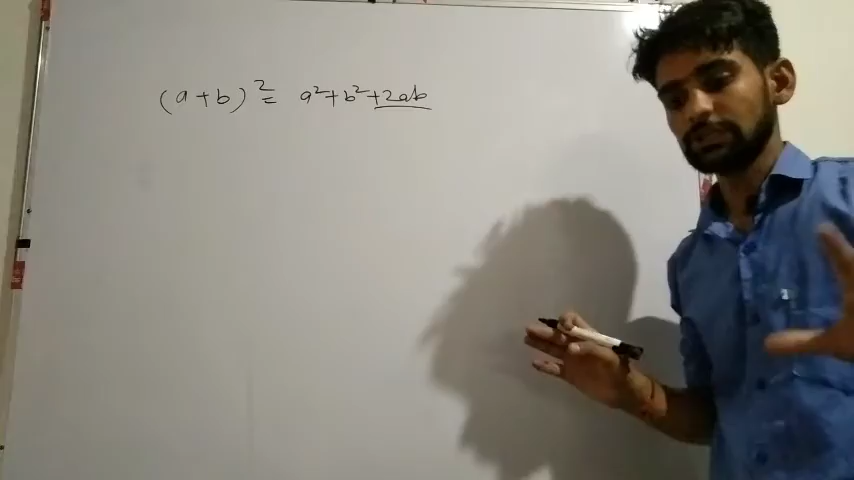 (a+b)² = a²+b²+2ab